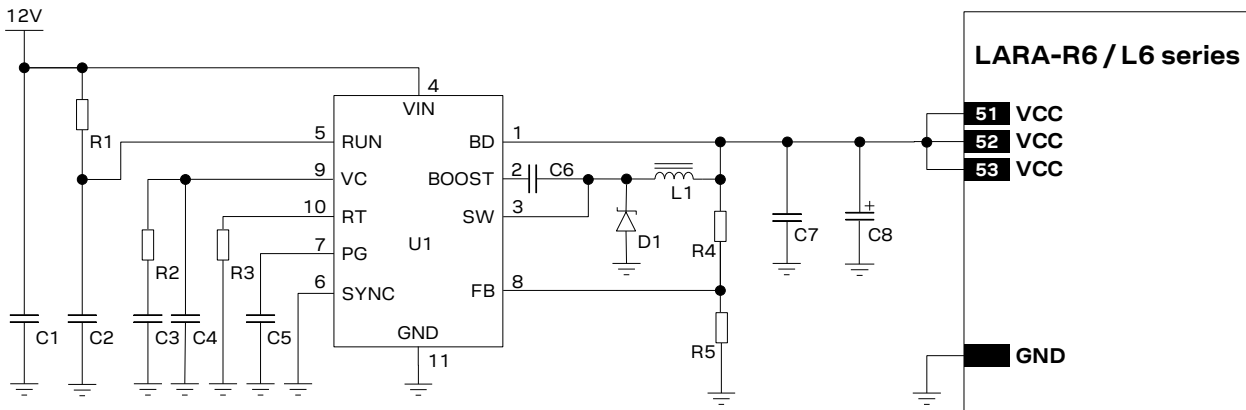 12V
LARA-R6 / L6 series
4
VIN
51 VCC
R1
5 RUN
BD 1
52 VCC
9 VC
BOOST 2 C6
53 VCC
L1
10 RT
SW 3
U1
D1
C7
C8
R4
7 PG
R2
R3
6 SYNC
FB 8
C1
C2
C3
C4
C5
GND
R5
GND
11